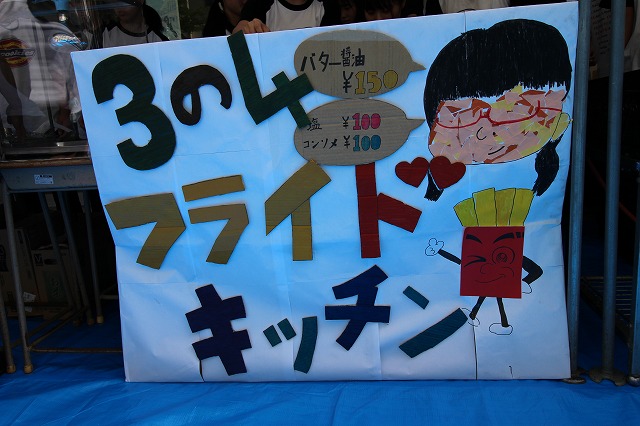 3の4
バター醤油
¥150
塩 ¥100
コンソメ ¥100
フライド
キッチン